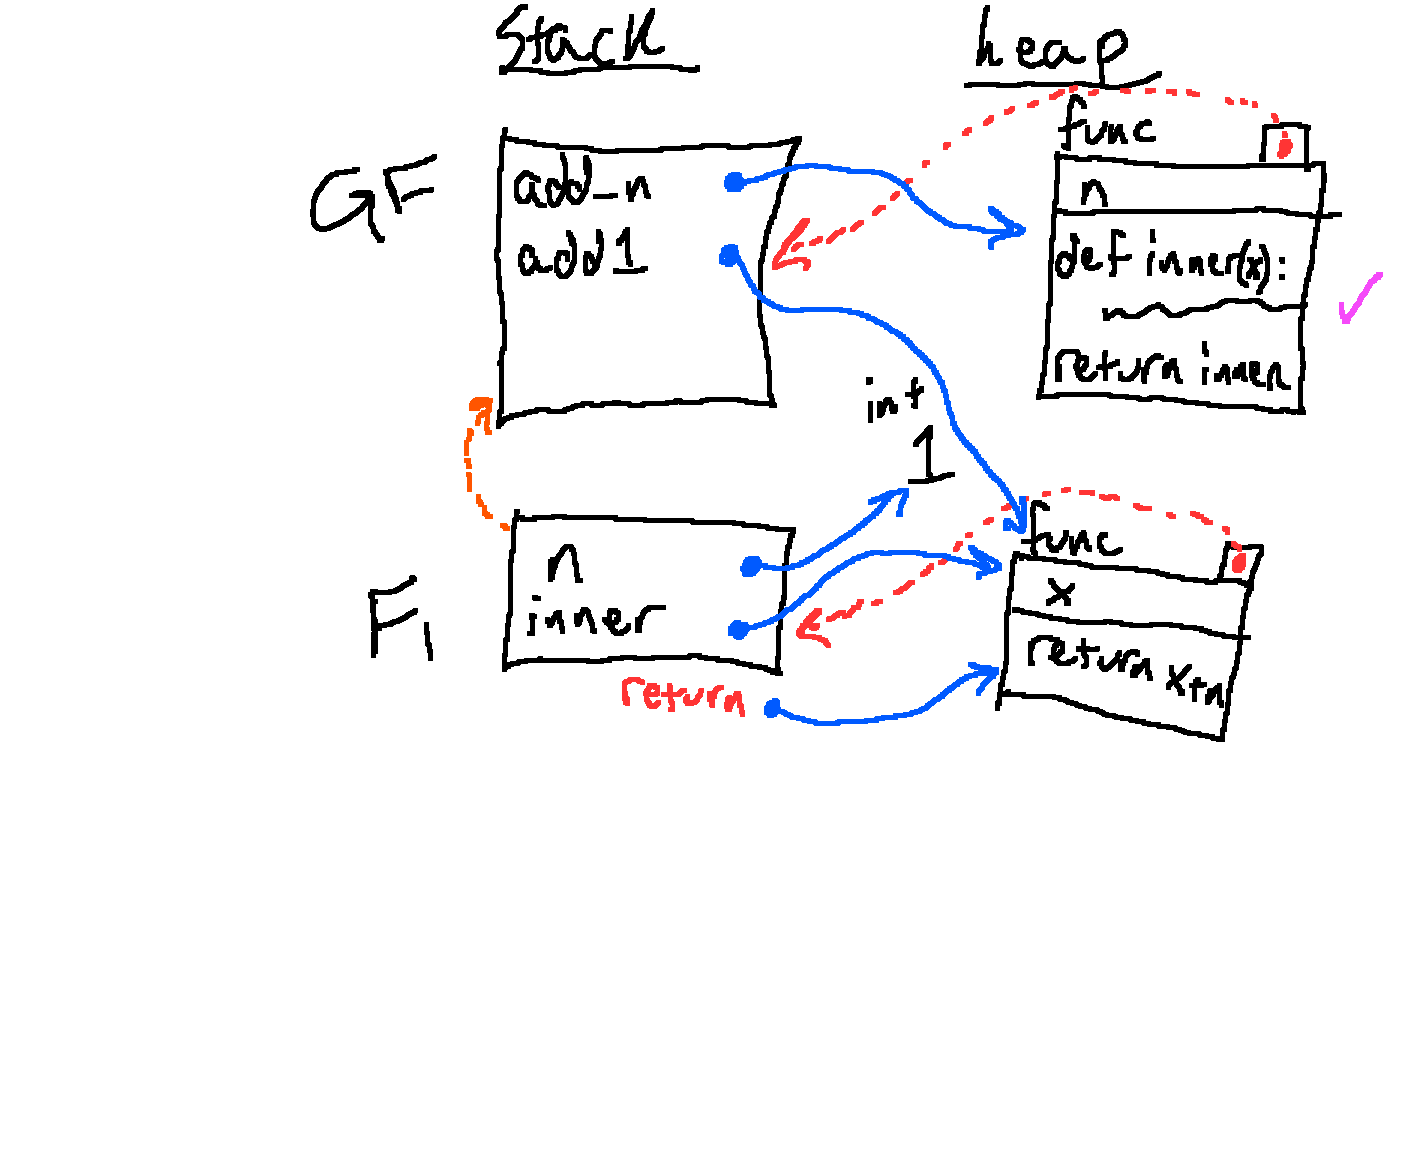 Stack
heap
GF
add_n
add1
func
n
def inner(x):
return inner
int
1
F1
n
inner
return
func
x
return x+n